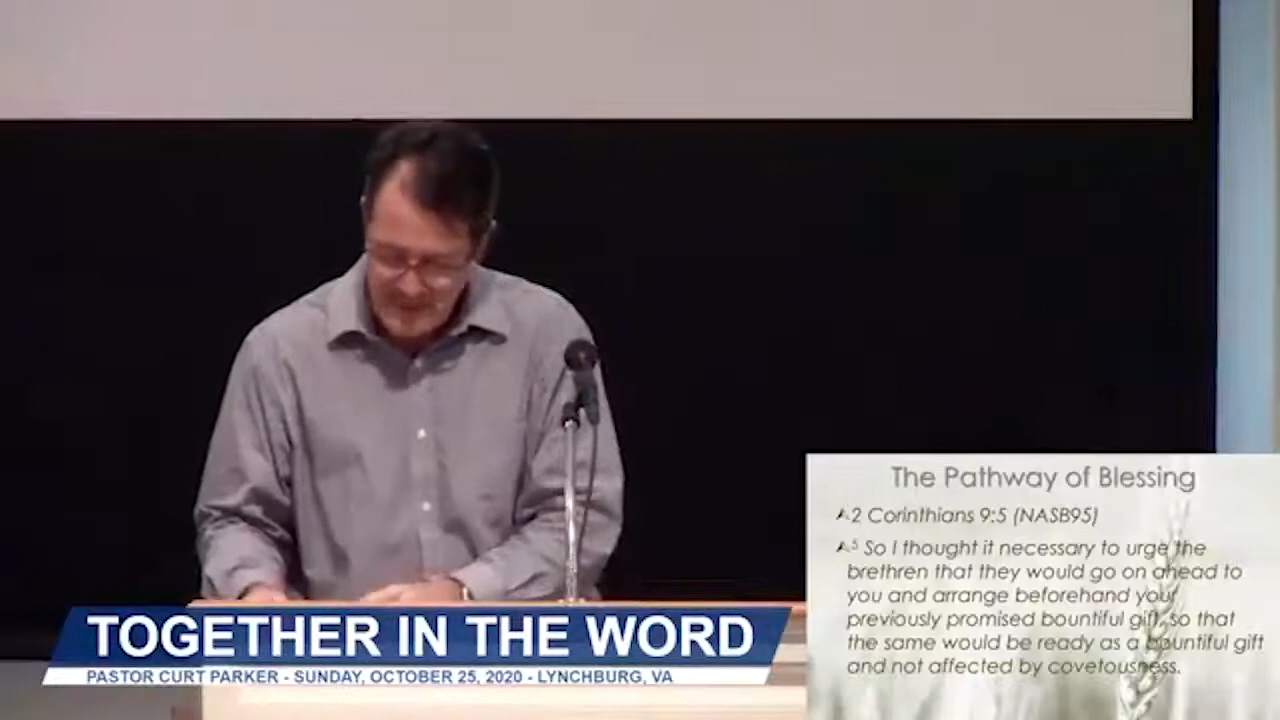 The Pathway of Blessing
2 Corinthians 9:5 (NASB95)
5 So I thought it necessary to urge the
brethren that they would go on ahead to
you and arrange beforehand your
previously promised bountiful gift, so that
the same would be ready as a bountiful gift
and not affected by covetousness.
TOGETHER IN THE WORD
PASTOR CURT PARKER - SUNDAY, OCTOBER 25, 2020 - LYNCHBURG, VA